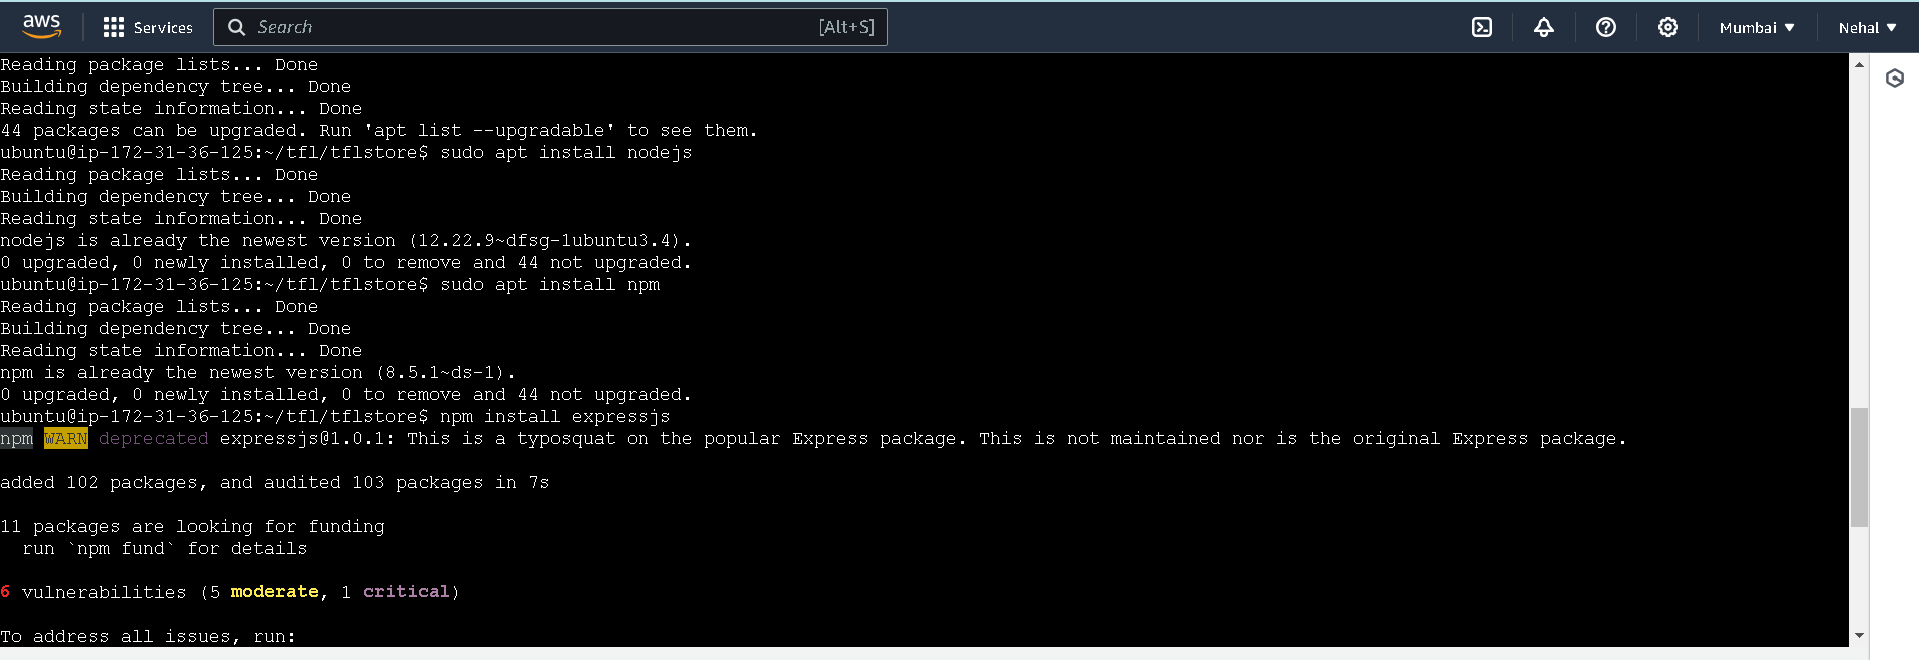 aws Services Search [Alt+S] Mumbai Nehal
Reading package lists... Done
Building dependency tree... Done
Reading state information... Done
44 packages can be upgraded. Run 'apt list --upgradable' to see them.
ubuntu@ip-172-31-36-125:~/tfl/tflstore$ sudo apt install nodejs
Reading package lists... Done
Building dependency tree... Done
Reading state information... Done
nodejs is already the newest version (12.22.9~dfsg-1ubuntu3.4).
0 upgraded, 0 newly installed, 0 to remove and 44 not upgraded.
ubuntu@ip-172-31-36-125:~/tfl/tflstore$ sudo apt install npm
Reading package lists... Done
Building dependency tree... Done
Reading state information... Done
npm is already the newest version (8.5.1~ds-1).
0 upgraded, 0 newly installed, 0 to remove and 44 not upgraded.
ubuntu@ip-172-31-36-125:~/tfl/tflstore$ npm install expressjs
npm WARN deprecated expressjs@1.0.1: This is a typosquat on the popular Express package. This is not maintained nor is the original Express package.
added 102 packages, and audited 103 packages in 7s
11 packages are looking for funding
  run `npm fund` for details
6 vulnerabilities (5 moderate, 1 critical)
To address all issues, run: